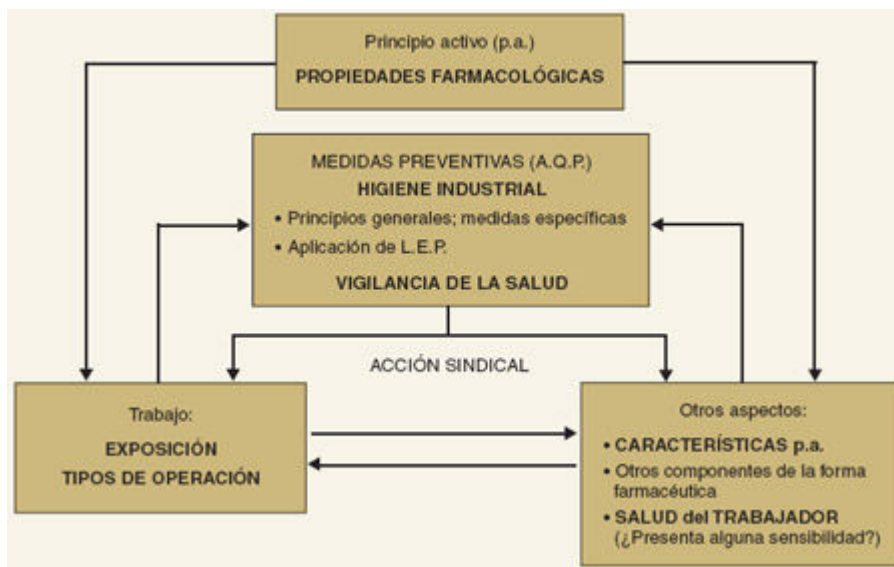 Principio activo (p.a.)
PROPIEDADES FARMACOLÓGICAS
MEDIDAS PREVENTIVAS (A.Q.P.)
HIGIENE INDUSTRIAL
• Principios generales; medidas específicas
• Aplicación de L.E.P.
VIGILANCIA DE LA SALUD
ACCIÓN SINDICAL
Trabajo:
EXPOSICIÓN
TIPOS DE OPERACIÓN
Otros aspectos:
• CARACTERÍSTICAS p.a.
• Otros componentes de la forma
farmacéutica
• SALUD del TRABAJADOR
(¿Presenta alguna sensibilidad?)